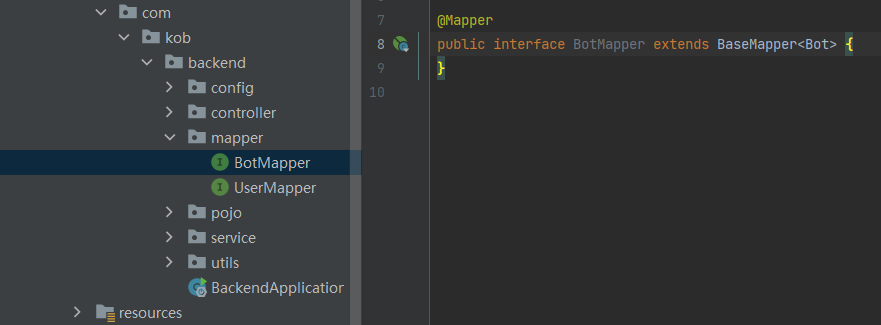 com
kob
backend
config
controller
mapper
BotMapper
UserMapper
pojo
service
utils
BackendApplication
resources
7 @Mapper
8 public interface BotMapper extends BaseMapper<Bot> {
9 }
10